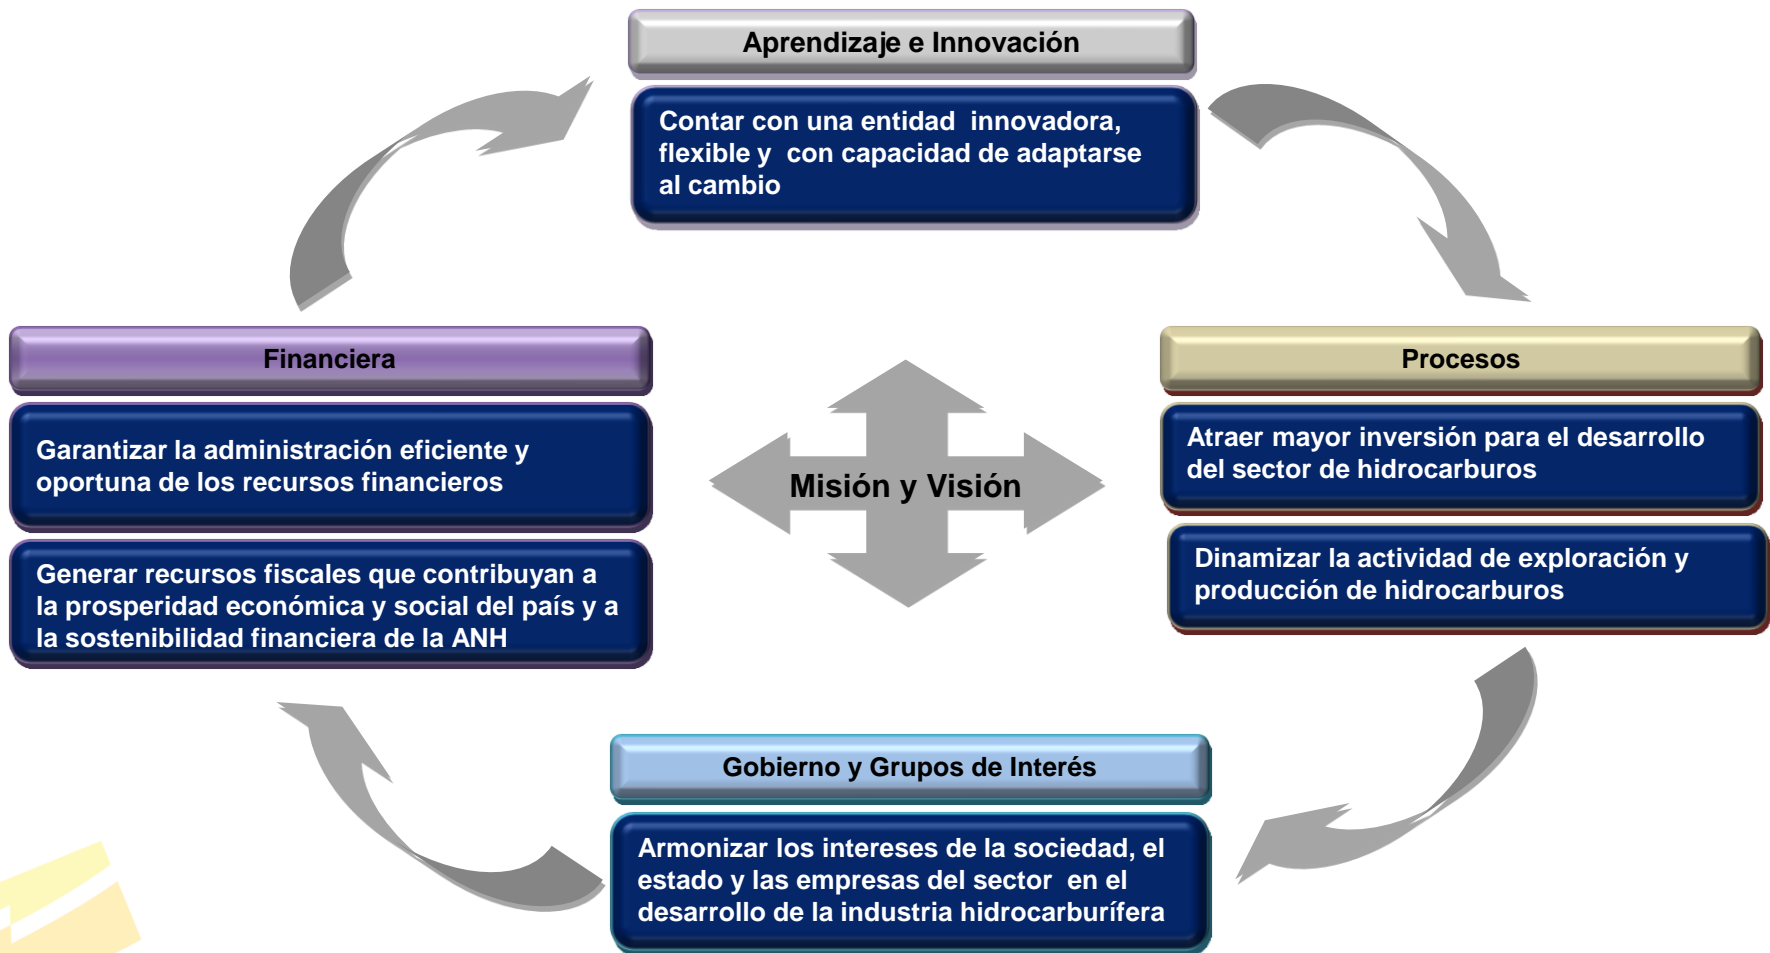 Aprendizaje e Innovación
Contar con una entidad innovadora,
flexible y con capacidad de adaptarse
al cambio
Financiera
Garantizar la administración eficiente y
oportuna de los recursos financieros
Generar recursos fiscales que contribuyan a
la prosperidad económica y social del país y a
la sostenibilidad financiera de la ANH
Misión y Visión
Procesos
Atraer mayor inversión para el desarrollo
del sector de hidrocarburos
Dinamizar la actividad de exploración y
producción de hidrocarburos
Gobierno y Grupos de Interés
Armonizar los intereses de la sociedad, el
estado y las empresas del sector en el
desarrollo de la industria hidrocarburífera